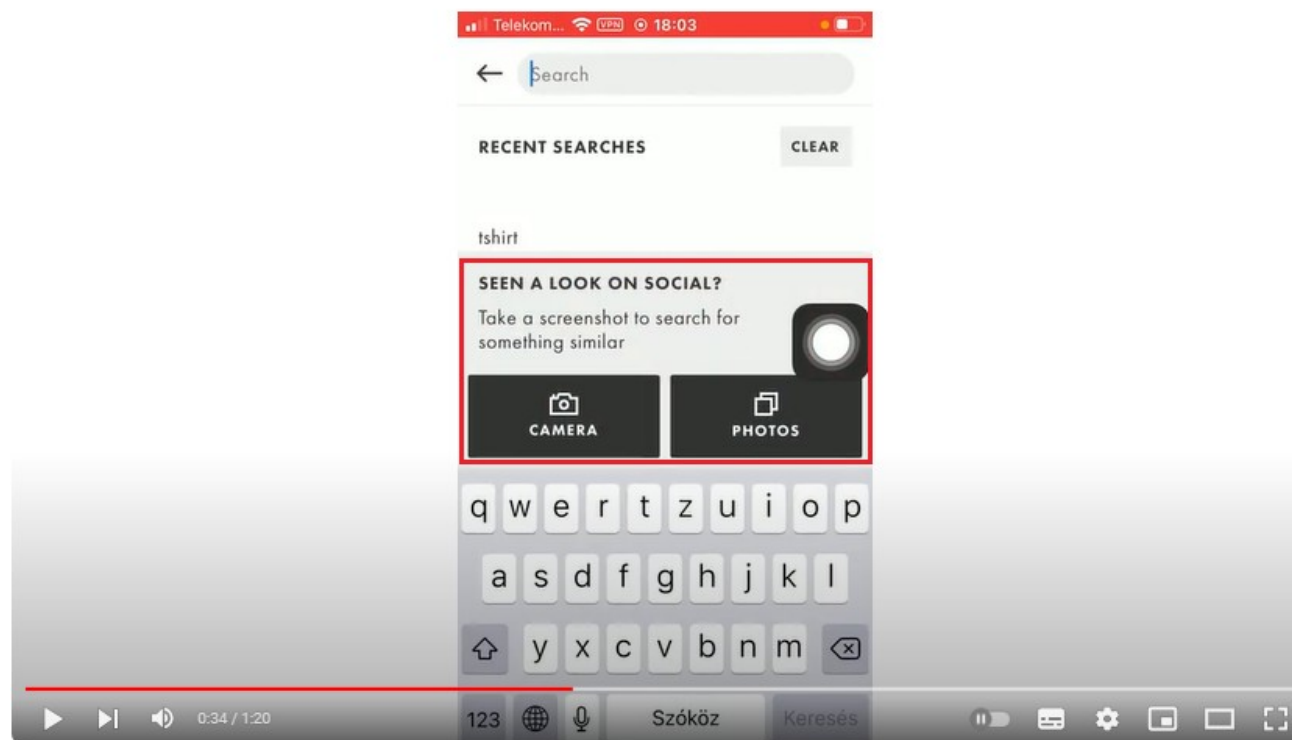 Telekom... VPN 18:03
Search
RECENT SEARCHES CLEAR
tshirt
SEEN A LOOK ON SOCIAL?
Take a screenshot to search for
something similar
CAMERA PHOTOS
q w e r t z u i o p
a s d f g h j k l
y x c v b n m
123 Szóköz Keresés
0:34 / 1:20